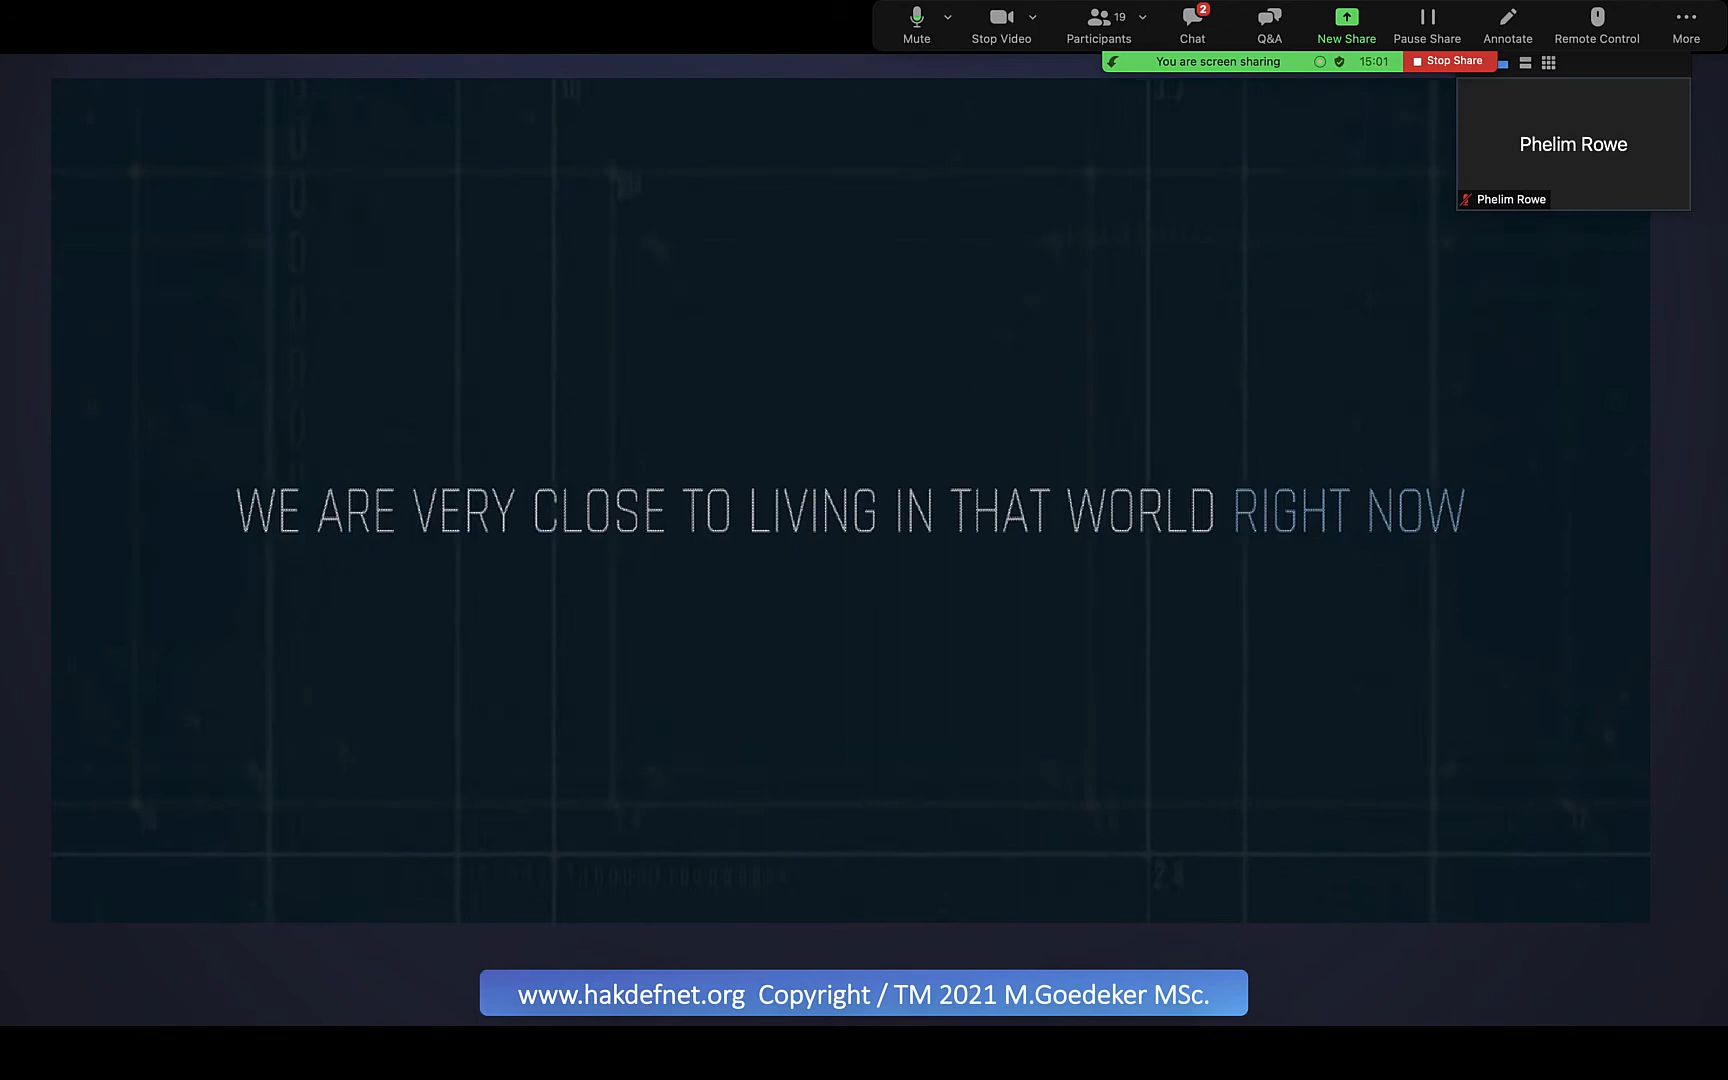 Mute
Stop Video
19
Participants
2
Chat
Q&A
New Share
Pause Share
Annotate
Remote Control
More
You are screen sharing
15:01
Stop Share
Phelim Rowe
Phelim Rowe
WE ARE VERY CLOSE TO LIVING IN THAT WORLD RIGHT NOW
www.hakdefnet.org Copyright / TM 2021 M.Goedeker MSc.